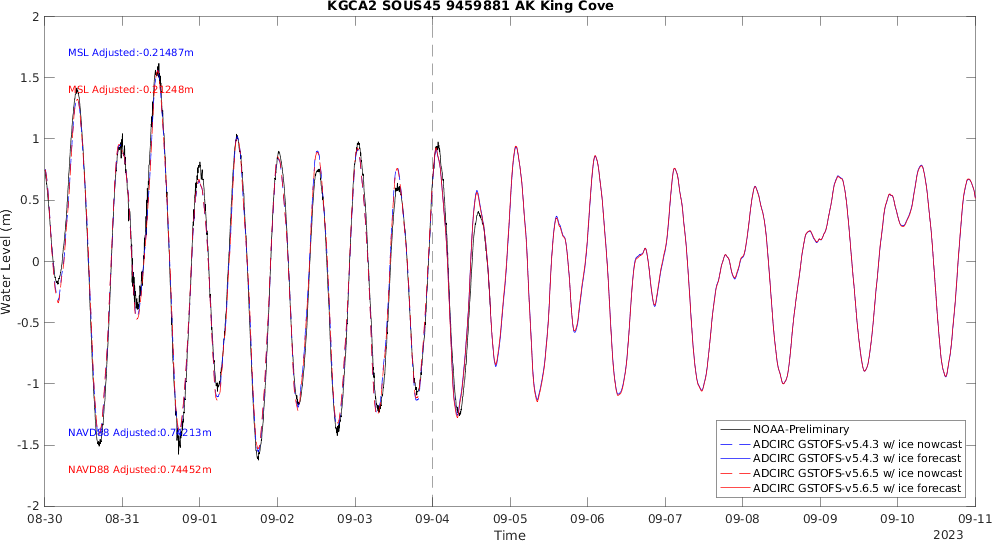 KGCA2 SOUS45 9459881 AK King Cove
MSL Adjusted:-0.21487m
MSL Adjusted:-0.21248m
NAVD88 Adjusted:
NAVD88 Adjusted:0.74452m
Water Level (m)
2
1.5
1
0.5
0
-0.5
-1
-1.5
-2
NOAA-Preliminary
ADCIRC GSTOFS-v5.4.3 w/ ice nowcast
ADCIRC GSTOFS-v5.4.3 w/ ice forecast
ADCIRC GSTOFS-v5.6.5 w/ ice nowcast
ADCIRC GSTOFS-v5.6.5 w/ ice forecast
08-30 08-31 09-01 09-02 09-03 09-04 09-05 09-06 09-07 09-08 09-09 09-10 09-11
Time
2023